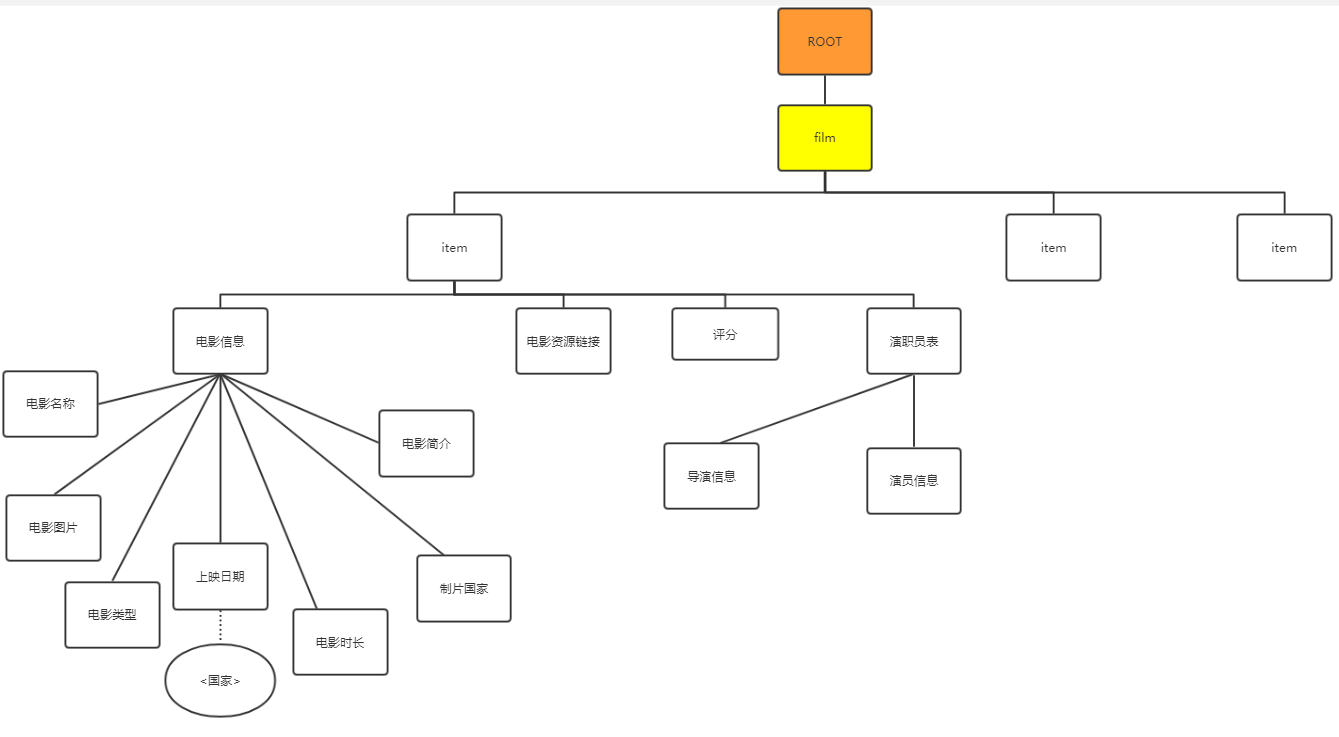 ROOT
film
item
item
item
电影信息
电影资源链接
评分
演职员表
电影名称
电影简介
导演信息
演员信息
电影图片
上映日期
制片国家
电影类型
电影时长
<国家>